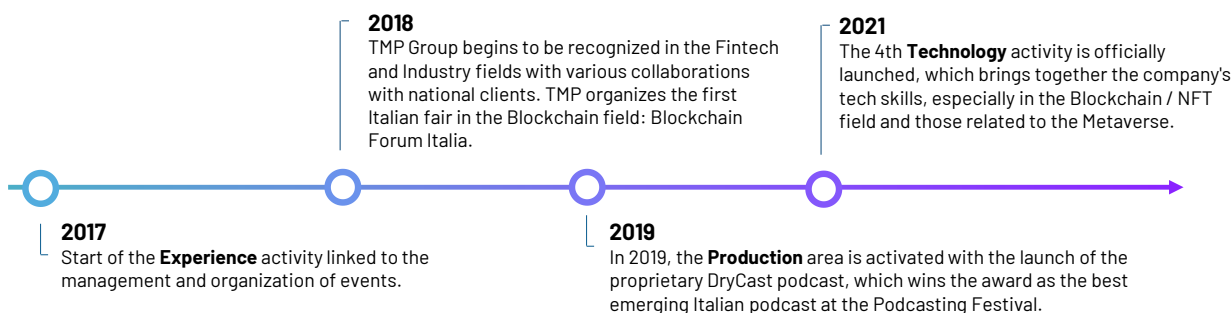 2018
TMP Group begins to be recognized in the Fintech
and Industry fields with various collaborations
with national clients. TMP organizes the first
Italian fair in the Blockchain field: Blockchain
Forum Italia.
2021
The 4th Technology activity is officially
launched, which brings together the company's
tech skills, especially in the Blockchain / NFT
field and those related to the Metaverse.
2017
Start of the Experience activity linked to the
management and organization of events.
2019
In 2019, the Production area is activated with the launch of the
proprietary DryCast podcast, which wins the award as the best
emerging Italian podcast at the Podcasting Festival.